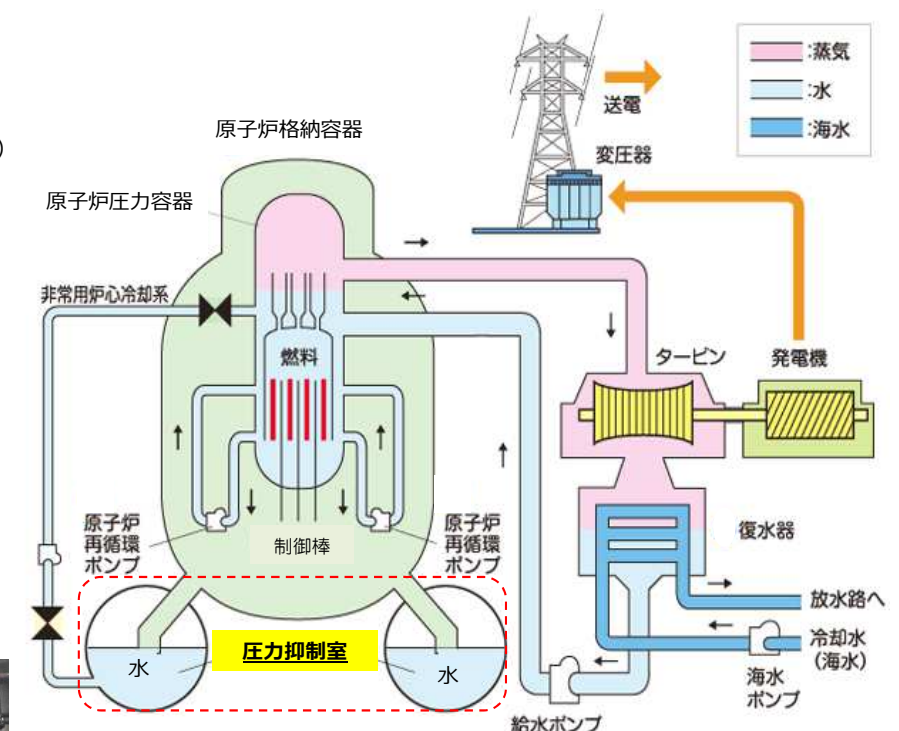 原子炉格納容器
)
原子炉圧力容器
送電
変圧器
:蒸気
:水
:海水
非常用炉心冷却系
燃料
タービン
発電機
原子炉
再循環
ポンプ
制御棒
原子炉
再循環
ポンプ
復水器
放水路へ
冷却水
(海水)
海水
ポンプ
水
圧力抑制室
水
給水ポンプ